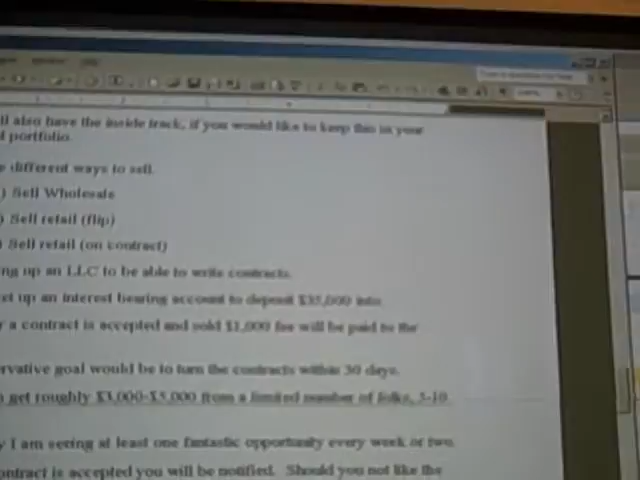 ll also have the inside track, if you would like to keep this in your
l portfolio.
e different ways to sell.
) Sell Wholesale
) Sell retail (flip)
) Sell retail (on contract)
ng up an LLC to be able to write contracts.
et up an interest bearing account to deposit $35,000 into
r a contract is accepted and sold $1,000 fee will be paid to the
ervative goal would be to turn the contracts within 30 days.
o get roughly $3,000-$5,000 from a limited number of folks, 5-10.
y I am seeing at least one fantastic opportunity every week or two.
ontract is accepted you will be notified. Should you not like the